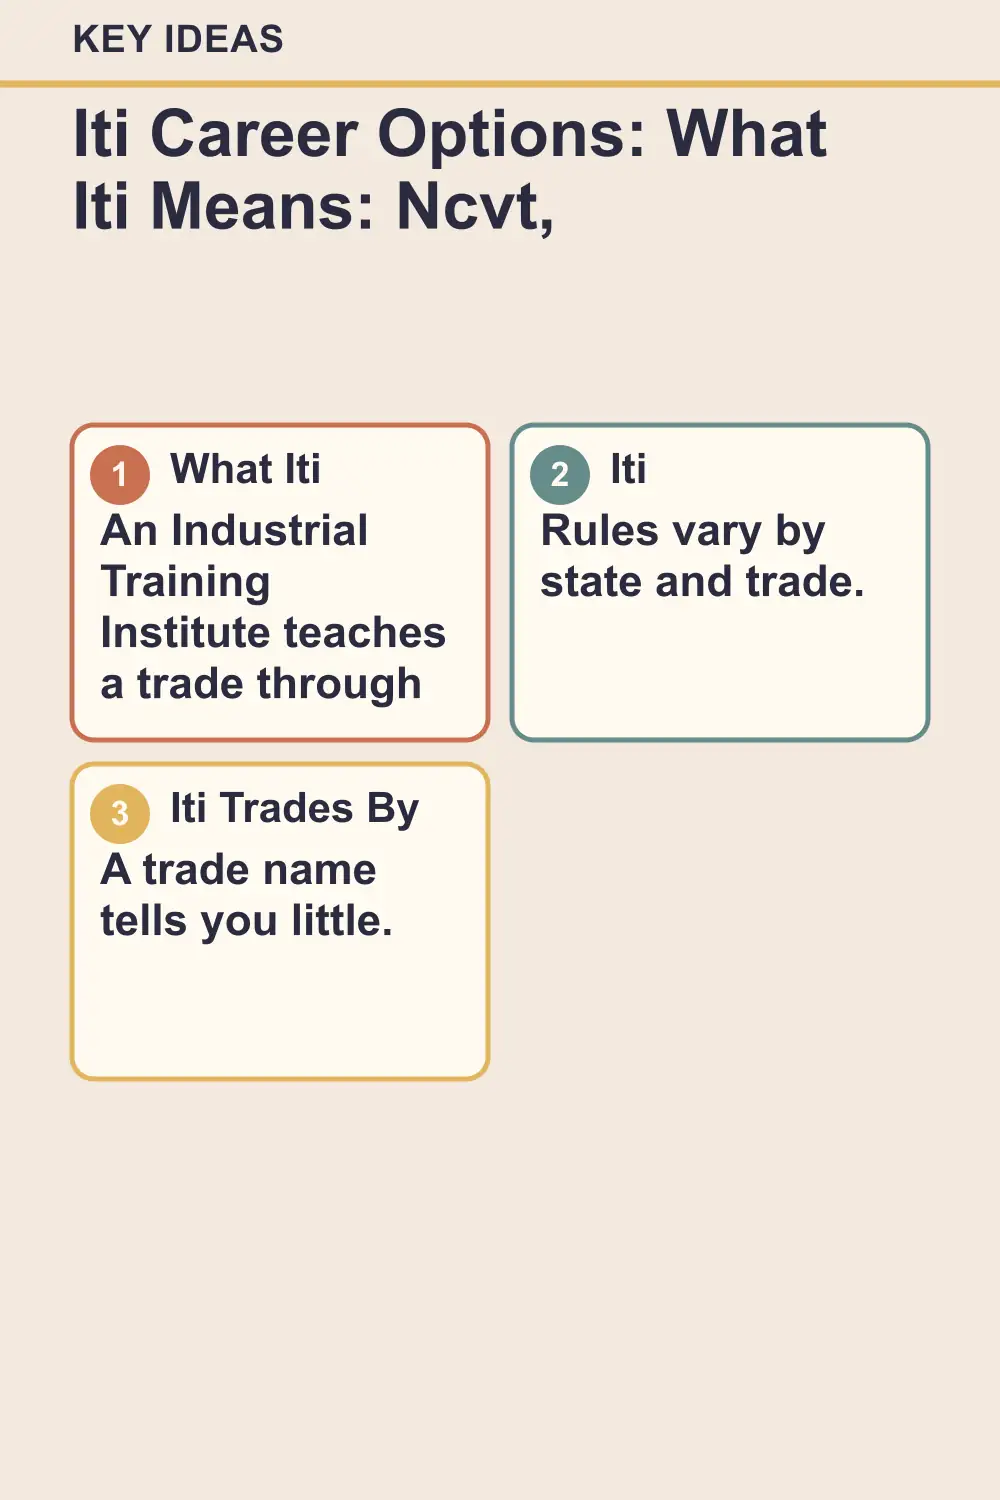 KEY IDEAS
Iti Career Options: What
Iti Means: Ncvt,
1 What Iti
An Industrial
Training
Institute teaches
a trade through
2 Iti
Rules vary by
state and trade.
3 Iti Trades By
A trade name
tells you little.